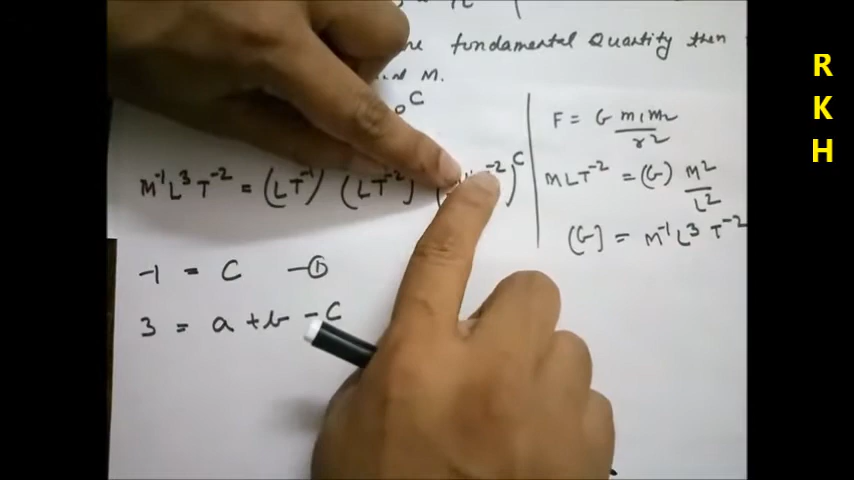 fundamental Quantity then
M.
C
F = G m₁m₂ / r²
M⁻¹L³T⁻² = (LT⁻¹) (LT⁻²) ( ⁻²)ᶜ
MLT⁻² = (G) M² / L²
(G] = M⁻¹L³T⁻²
-1 = C —①
3 = a + b - C
R
K
H